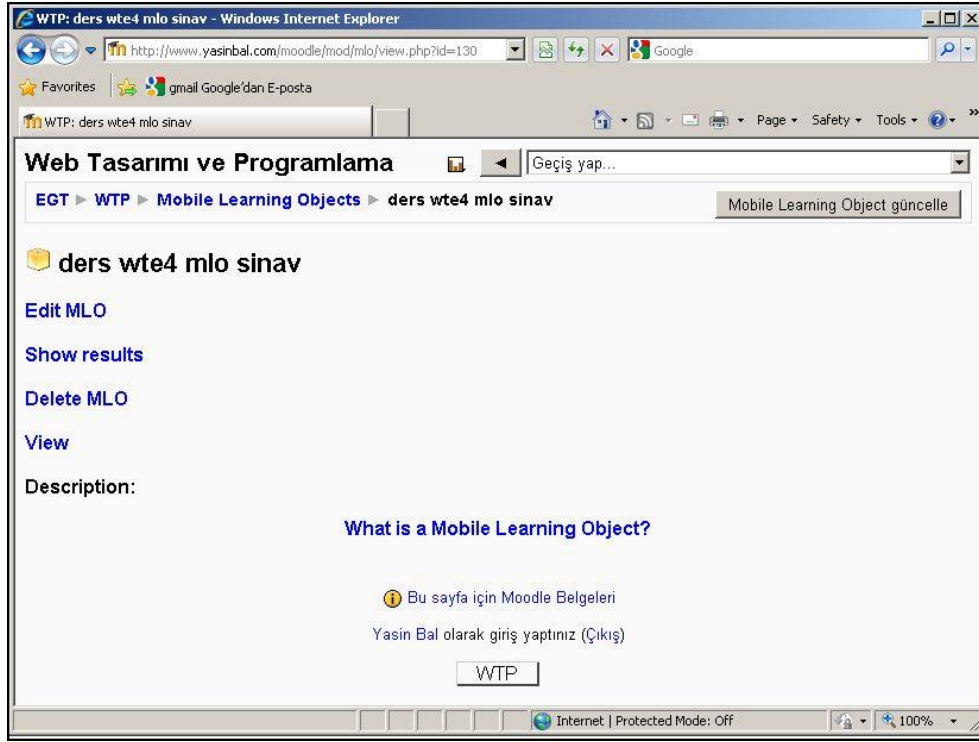 WTP: ders wte4 mlo sinav - Windows Internet Explorer
http://www.yasinbal.com/moodle/mod/mlo/view.php?id=130 Google
Favorites gmail Google'dan E-posta
WTP: ders wte4 mlo sinav Page Safety Tools
Web Tasarımı ve Programlama Geçiş yap...
EGT ► WTP ► Mobile Learning Objects ► ders wte4 mlo sinav Mobile Learning Object güncelle
ders wte4 mlo sinav
Edit MLO
Show results
Delete MLO
View
Description:
What is a Mobile Learning Object?
Bu sayfa için Moodle Belgeleri
Yasin Bal olarak giriş yaptınız (Çıkış)
WTP
Internet | Protected Mode: Off 100%